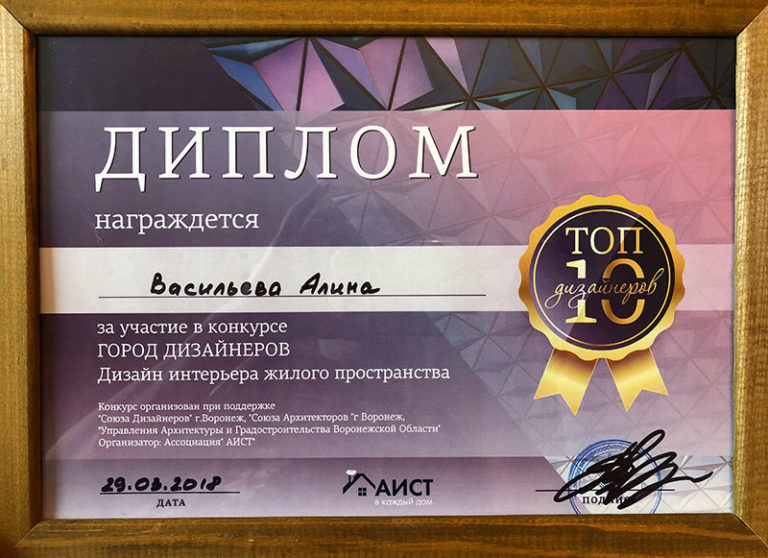 ДИПЛОМ
награждется
Васильева Алина
ТОП
10
дизайнеров
за участие в конкурсе
ГОРОД ДИЗАЙНЕРОВ
Дизайн интерьера жилого пространства
Конкурс организован при поддержке
"Союза Дизайнеров" г.Воронеж, "Союза Архитекторов "г Воронеж,
"Управления Архитектуры и Градостроительства Воронежской Области"
Организатор: Ассоциация" АИСТ"
29.03.2018
ДАТА
АИСТ
в каждый дом
ПОДПИСЬ